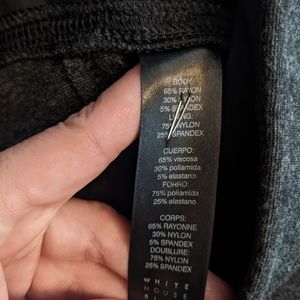 BODY:
65% RAYON
30% NYLON
5% SPANDEX
LINING:
75% NYLON
25% SPANDEX
CUERPO:
65% viscosa
30% poliamida
5% elastano
FORRO:
75% poliamida
25% elastano
CORPS:
65% RAYONNE
30% NYLON
5% SPANDEX
DOUBLURE:
75% NYLON
25% SPANDEX
WHITE
HOUSE